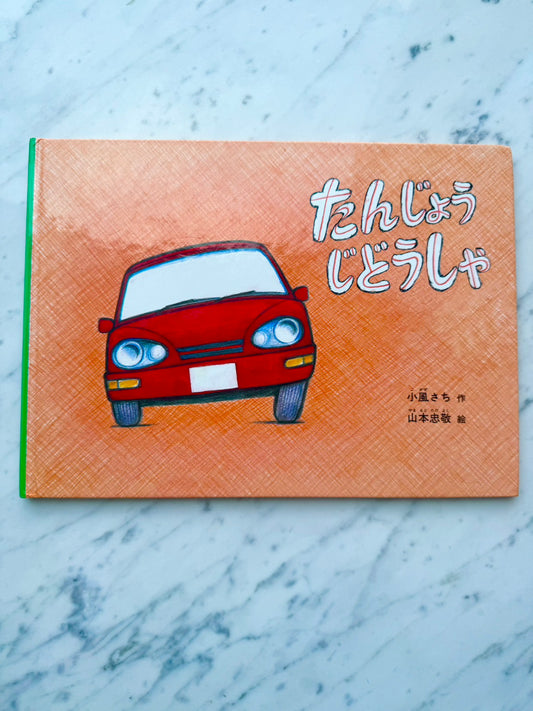 たんじょう
じどうしゃ
小風さち 作
山本忠敬 絵